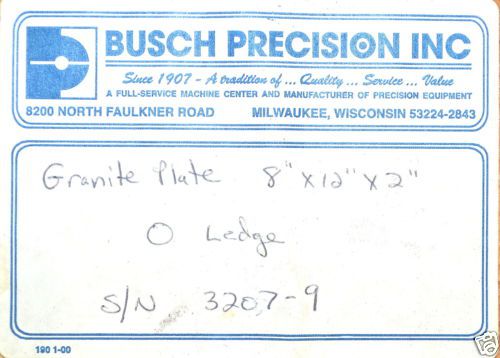 BUSCH PRECISION INC
Since 1907 - A tradition of ... Quality ... Service ... Value
A FULL-SERVICE MACHINE CENTER AND MANUFACTURER OF PRECISION EQUIPMENT
8200 NORTH FAULKNER ROAD MILWAUKEE, WISCONSIN 53224-2843
Granite Plate 8" x 12" x 2"
O Ledge
S/N 3207-9
190 1-00